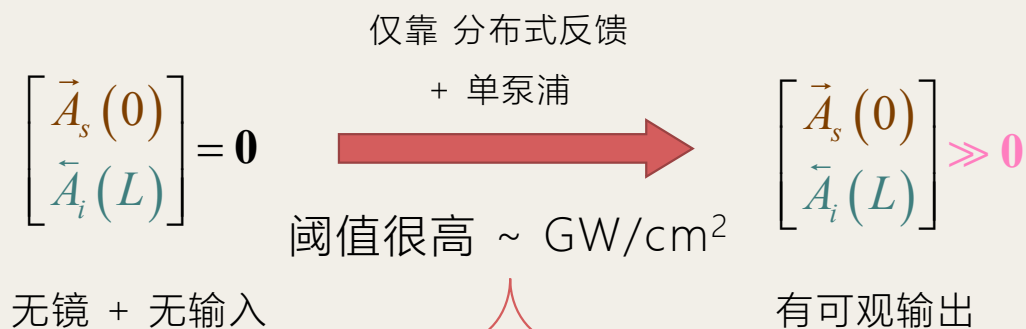 仅靠 分布式反馈
+ 单泵浦
[A⃗ₛ(0) A⃖ᵢ(L)] = 0
[A⃗ₛ(0) A⃖ᵢ(L)] ≫ 0
阈值很高 ~ GW/cm²
无镜 + 无输入
有可观输出